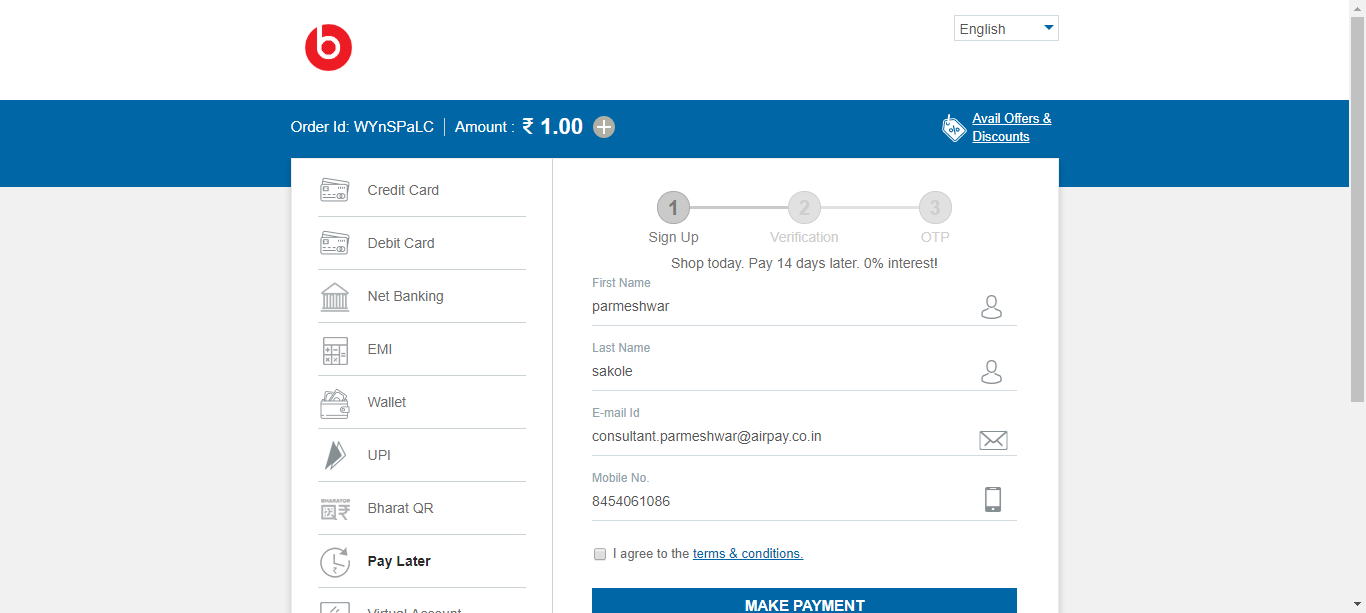 b
English
Order Id: WYnSPaLC
Amount : ₹ 1.00
Avail Offers &
Discounts
Credit Card
Debit Card
Net Banking
EMI
Wallet
UPI
BHARATQR
Bharat QR
Pay Later
Virtual Account
1
2
3
Sign Up
Verification
OTP
Shop today. Pay 14 days later. 0% interest!
First Name
parmeshwar
Last Name
sakole
E-mail Id
consultant.parmeshwar@airpay.co.in
Mobile No.
8454061086
I agree to the terms & conditions.
MAKE PAYMENT